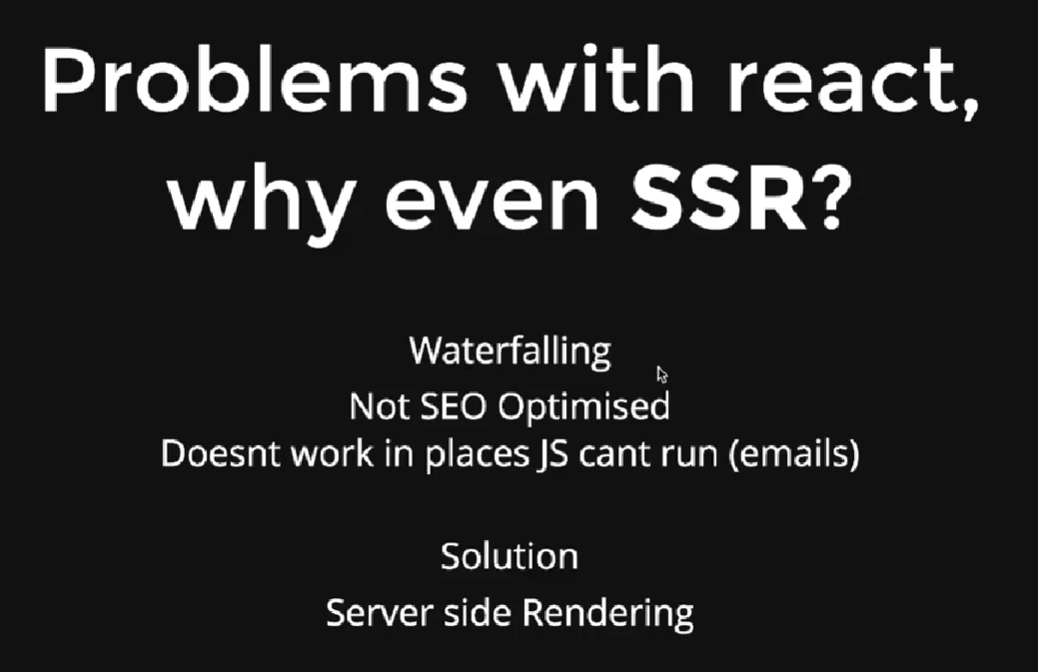 Problems with react,
why even SSR?
Waterfalling
Not SEO Optimised
Doesnt work in places JS cant run (emails)
Solution
Server side Rendering